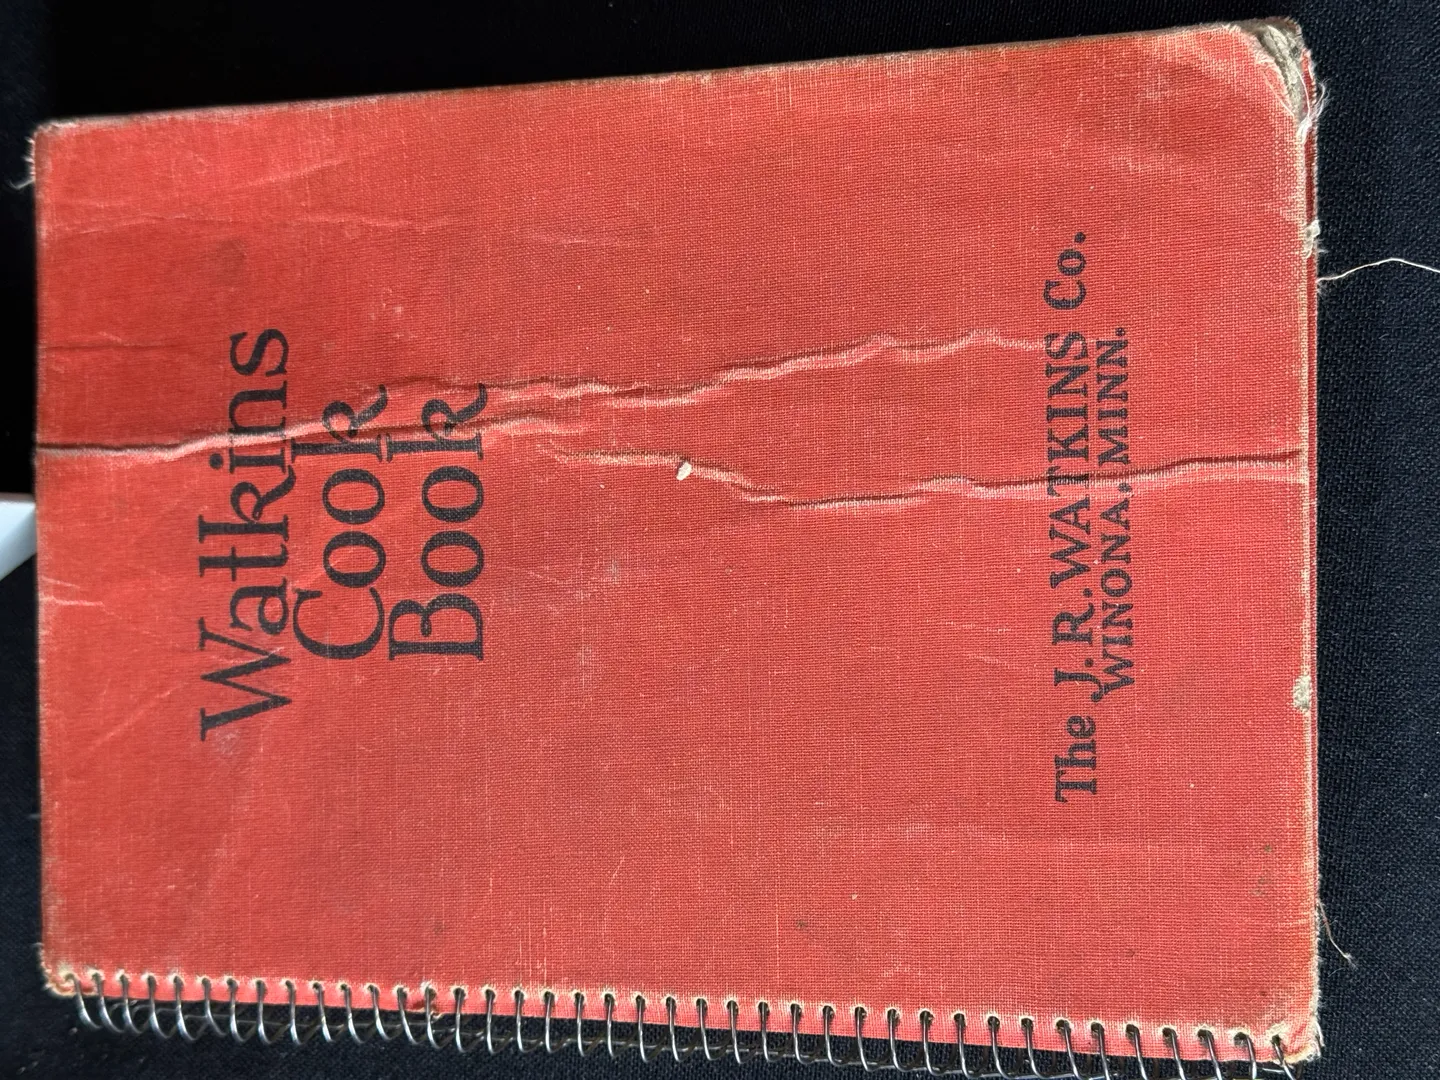 Watkins
Cook
Book
The J.R. WATKINS Co.
WINONA. MINN.